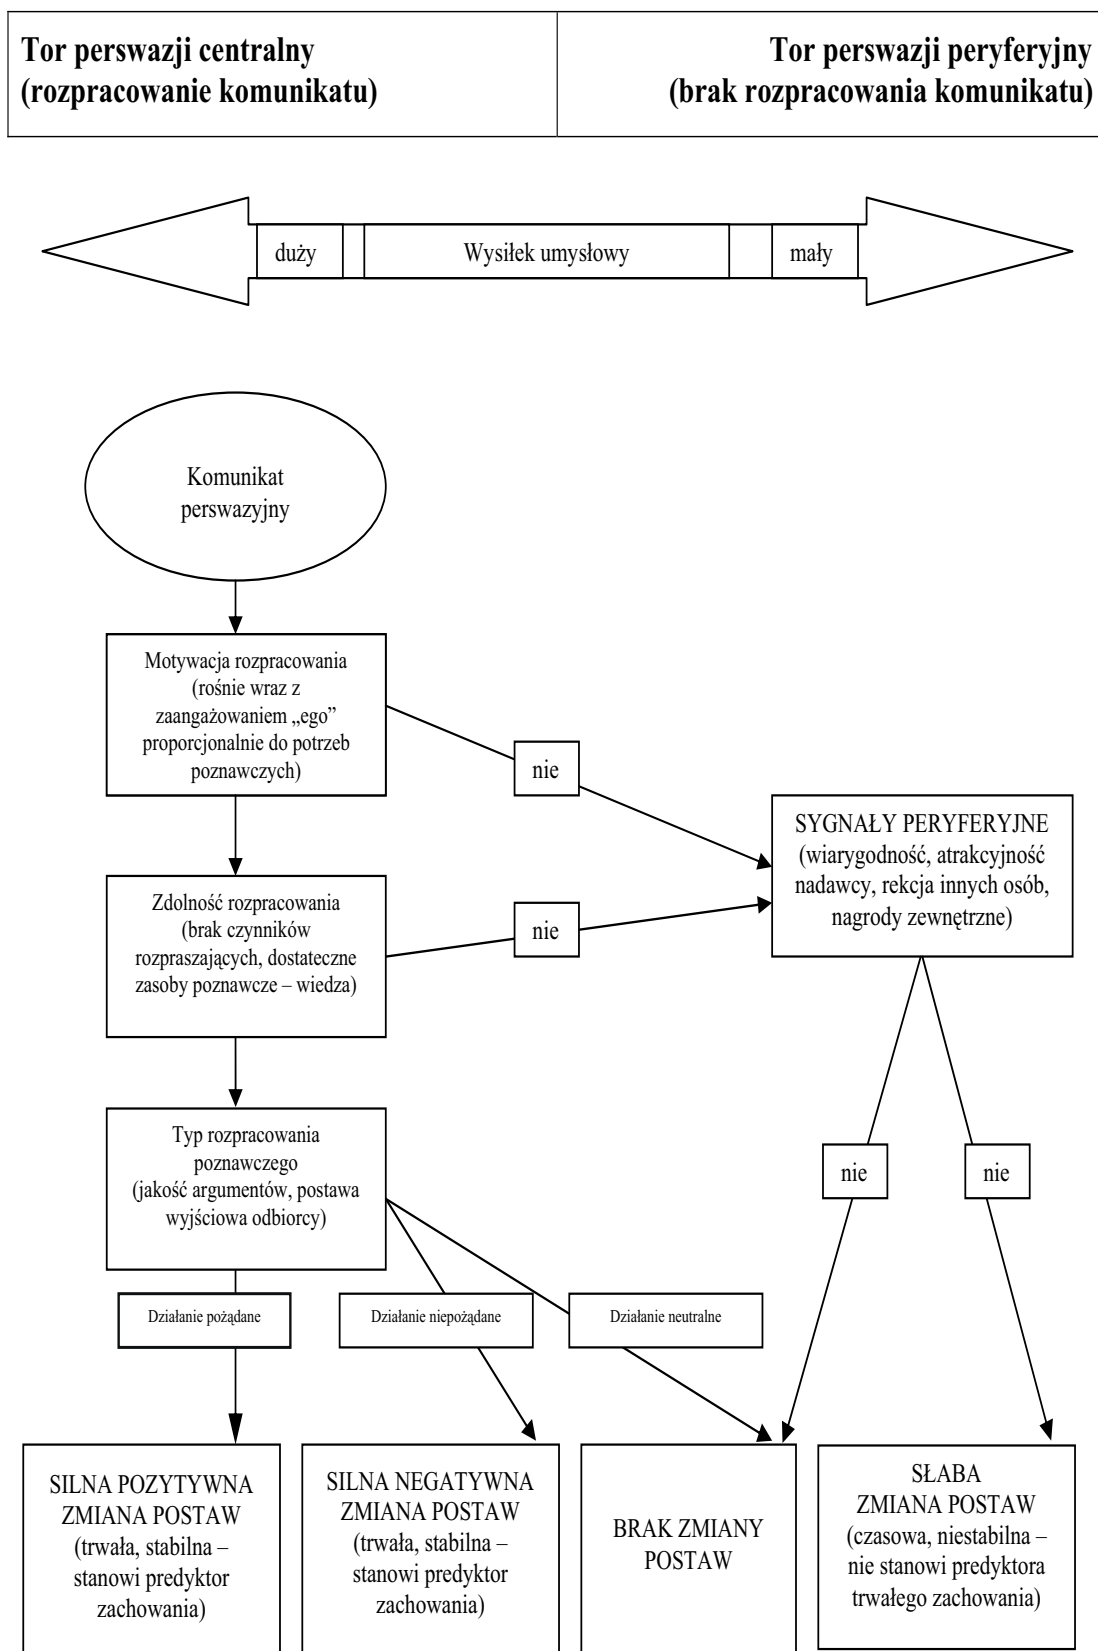 Tor perswazji centralny
(rozpracowanie komunikatu)
Tor perswazji peryferyjny
(brak rozpracowania komunikatu)
duży
Wysiłek umysłowy
mały
Komunikat
perswazyjny
Motywacja rozpracowania
(rośnie wraz z
zaangażowaniem „ego”
proporcjonalnie do potrzeb
poznawczych)
nie
SYGNAŁY PERYFERYJNE
(wiarygodność, atrakcyjność
nadawcy, rekcja innych osób,
nagrody zewnętrzne)
Zdolność rozpracowania
(brak czynników
rozpraszających, dostateczne
zasoby poznawcze – wiedza)
nie
Typ rozpracowania
poznawczego
(jakość argumentów, postawa
wyjściowa odbiorcy)
nie
nie
Działanie pożądane
Działanie niepożądane
Działanie neutralne
SILNA POZYTYWNA
ZMIANA POSTAW
(trwała, stabilna –
stanowi predyktor
zachowania)
SILNA NEGATYWNA
ZMIANA POSTAW
(trwała, stabilna –
stanowi predyktor
zachowania)
BRAK ZMIANY
POSTAW
SŁABA
ZMIANA POSTAW
(czasowa, niestabilna –
nie stanowi predyktora
trwałego zachowania)